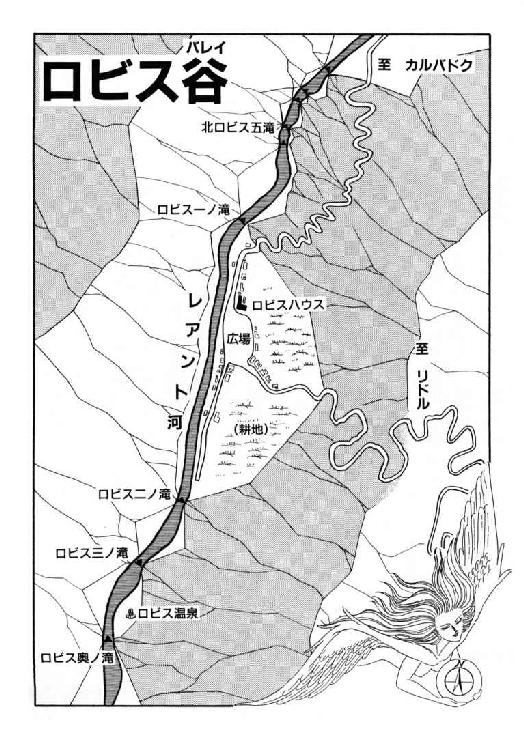 バレイ
ロビス谷
至 カルバドク
北ロビス五滝
ロビス一ノ滝
ロビスハウス
レアント河
広場
至 リドル
(耕地)
ロビス二ノ滝
ロビス三ノ滝
ロビス温泉
ロビス奥ノ滝